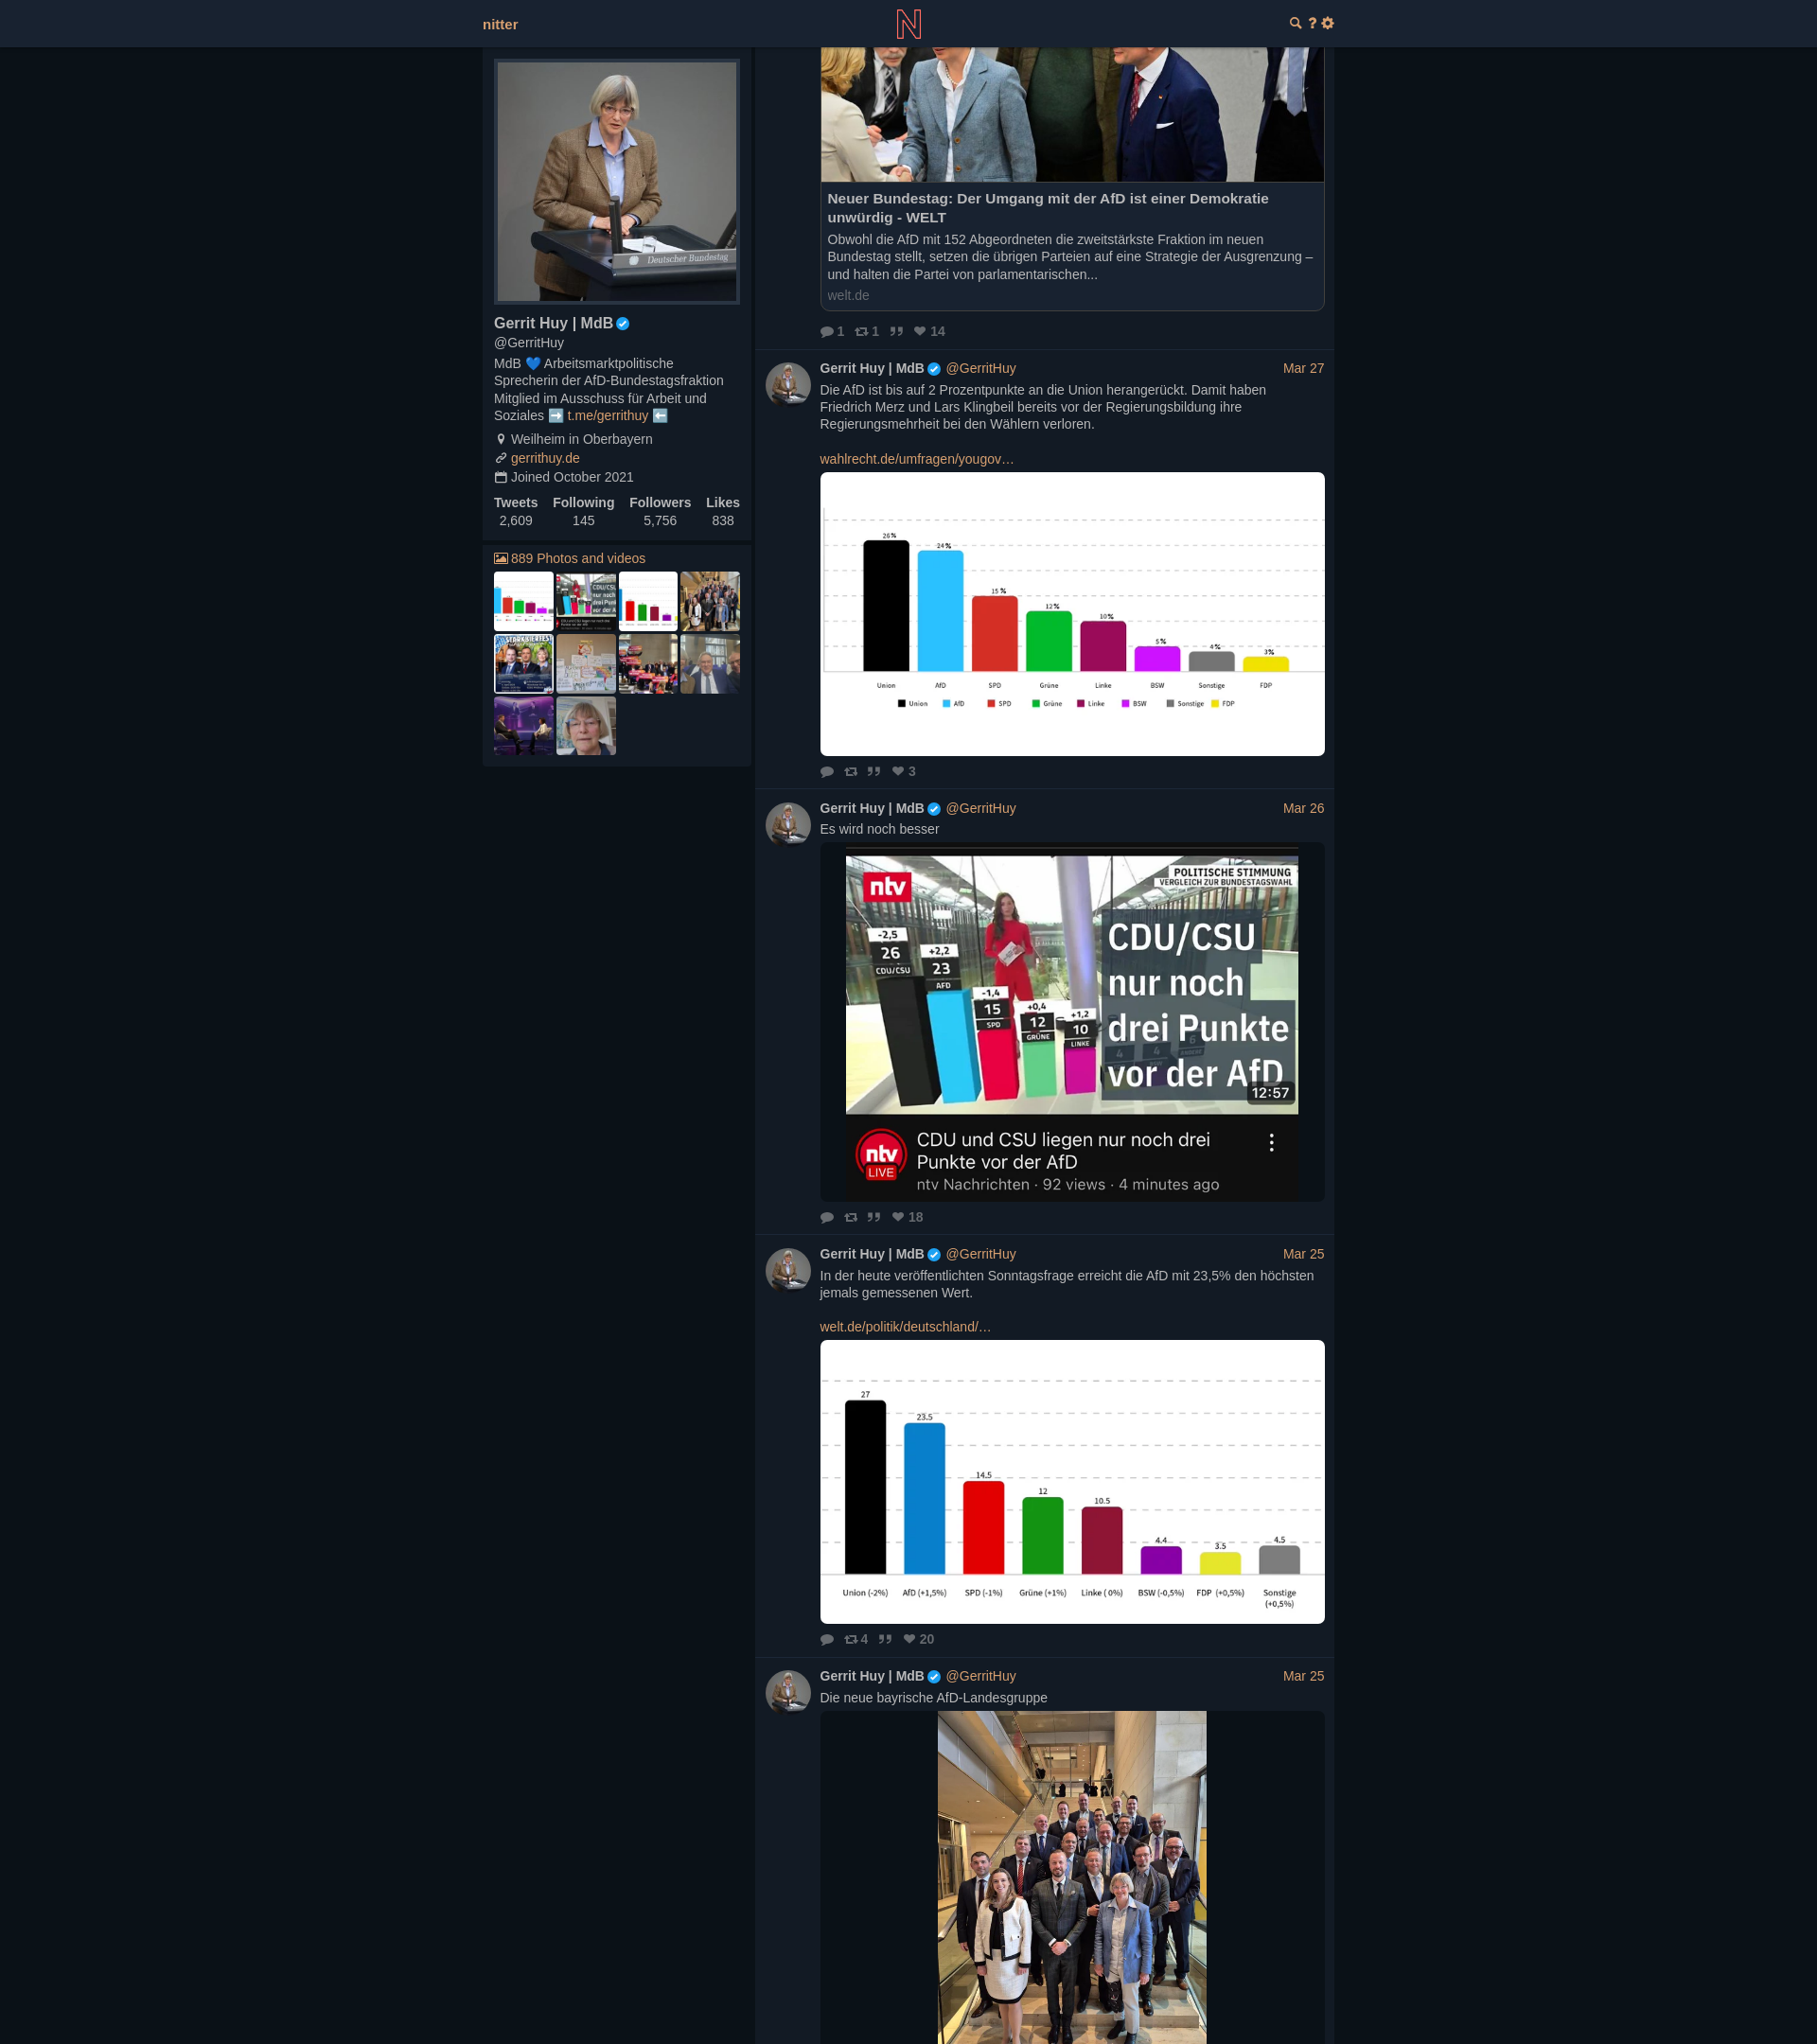 nitter
Deutscher Bundestag
Gerrit Huy | MdB
@GerritHuy
MdB 💙 Arbeitsmarktpolitische
Sprecherin der AfD-Bundestagsfraktion
Mitglied im Ausschuss für Arbeit und
Soziales ➡️ t.me/gerrithuy ⬅️
Weilheim in Oberbayern
gerrithuy.de
Joined October 2021
Tweets Following Followers Likes
2,609 145 5,756 838
889 Photos and videos
Neuer Bundestag: Der Umgang mit der AfD ist einer Demokratie
unwürdig - WELT
Obwohl die AfD mit 152 Abgeordneten die zweitstärkste Fraktion im neuen
Bundestag stellt, setzen die übrigen Parteien auf eine Strategie der Ausgrenzung –
und halten die Partei von parlamentarischen...
welt.de
1 1 14
Gerrit Huy | MdB @GerritHuy Mar 27
Die AfD ist bis auf 2 Prozentpunkte an die Union herangerückt. Damit haben
Friedrich Merz und Lars Klingbeil bereits vor der Regierungsbildung ihre
Regierungsmehrheit bei den Wählern verloren.
wahlrecht.de/umfragen/yougov…
26% 24% 15% 12% 10% 5% 4% 3%
Union AfD SPD Grüne Linke BSW Sonstige FDP
Union AfD SPD Grüne Linke BSW Sonstige FDP
3
Gerrit Huy | MdB @GerritHuy Mar 26
Es wird noch besser
ntv
POLITISCHE STIMMUNG
VERGLEICH ZUR BUNDESTAGSWAHL
-2,5 26 CDU/CSU
+2,2 23 AFD
-1,4 15 SPD
+0,4 12 GRÜNE
+1,2 10 LINKE
4 4 6
CDU/CSU
nur noch
drei Punkte
vor der AfD
12:57
ntv LIVE
CDU und CSU liegen nur noch drei
Punkte vor der AfD
ntv Nachrichten · 92 views · 4 minutes ago
18
Gerrit Huy | MdB @GerritHuy Mar 25
In der heute veröffentlichten Sonntagsfrage erreicht die AfD mit 23,5% den höchsten
jemals gemessenen Wert.
welt.de/politik/deutschland/…
27 23.5 14.5 12 10.5 4.4 3.5 4.5
Union (-2%) AfD (+1,5%) SPD (-1%) Grüne (+1%) Linke ( 0%) BSW (-0,5%) FDP (+0,5%) Sonstige
(+0,5%)
4 20
Gerrit Huy | MdB @GerritHuy Mar 25
Die neue bayrische AfD-Landesgruppe